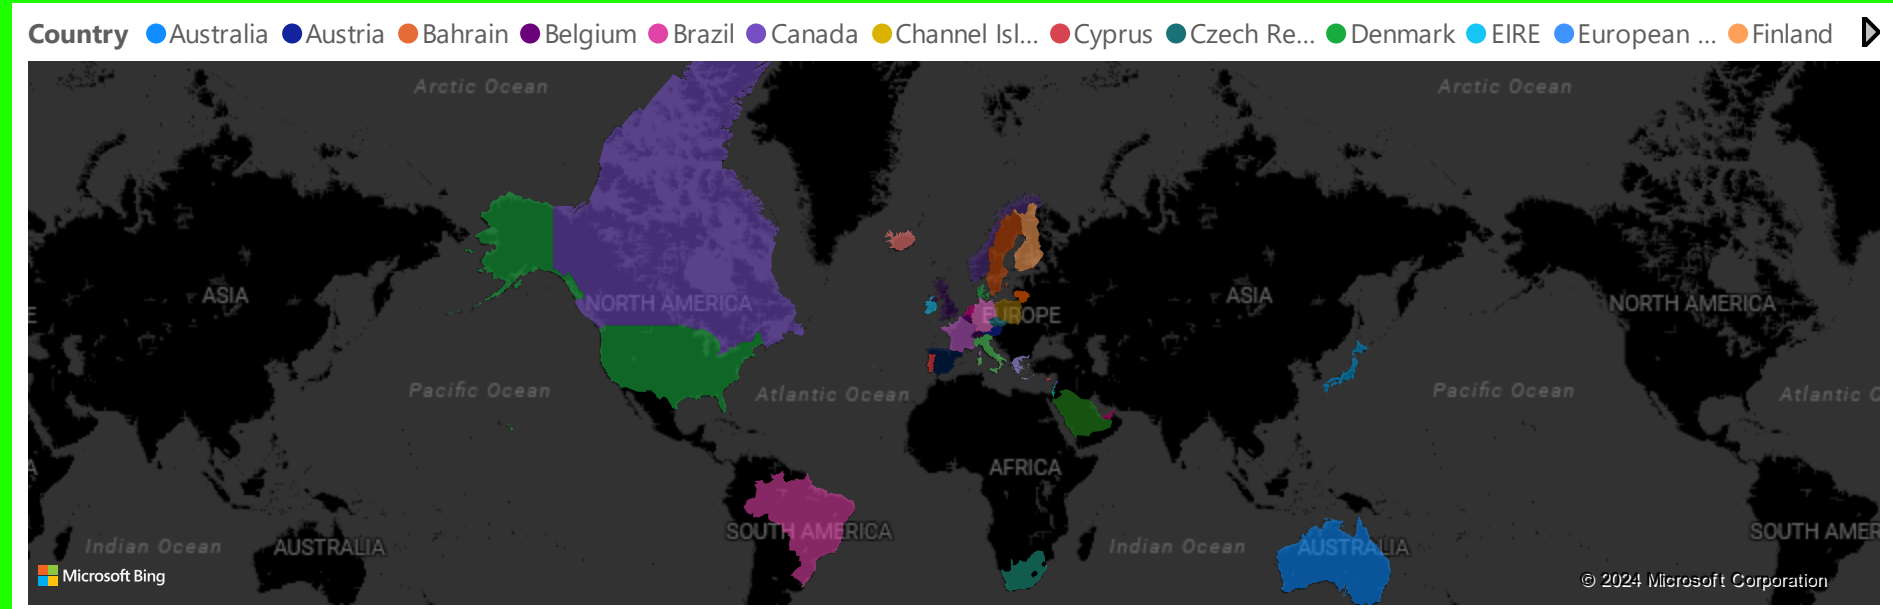 Country Australia Austria Bahrain Belgium Brazil Canada Channel Isl... Cyprus Czech Re... Denmark EIRE European ... Finland
Arctic Ocean Arctic Ocean
ASIA NORTH AMERICA EUROPE ASIA NORTH AMERICA
Pacific Ocean Atlantic Ocean Pacific Ocean Atlantic O
AFRICA
Indian Ocean AUSTRALIA SOUTH AMERICA Indian Ocean AUSTRALIA SOUTH AMER
Microsoft Bing © 2024 Microsoft Corporation